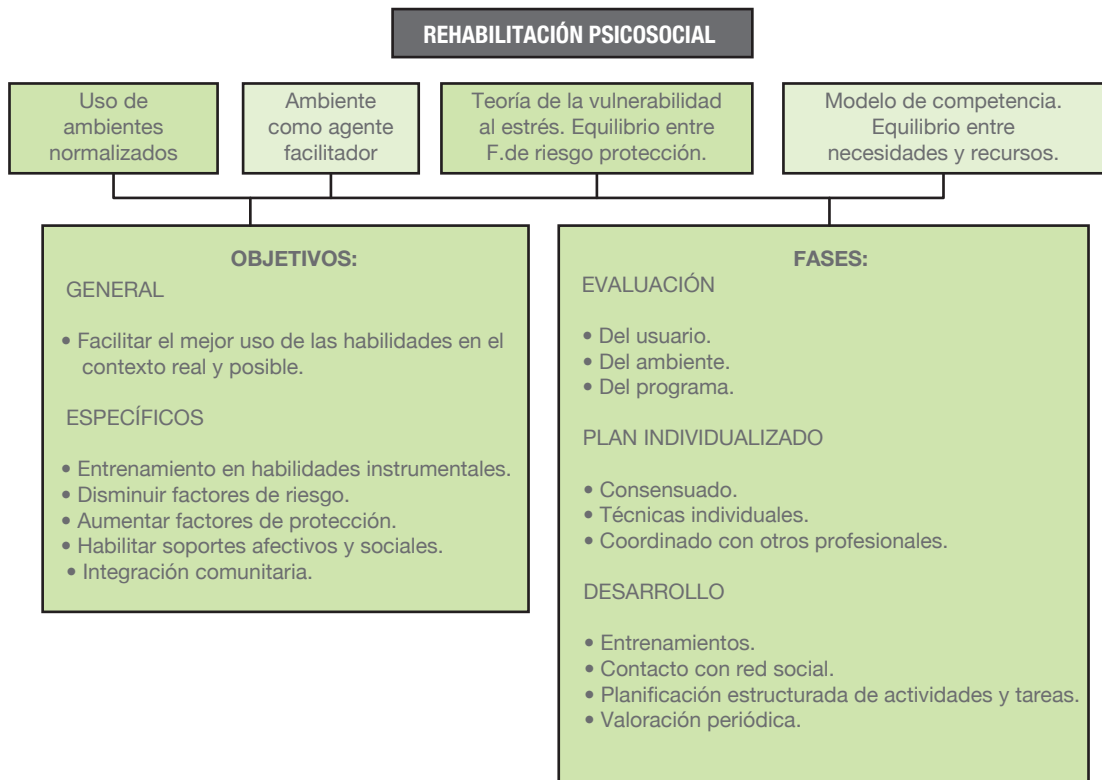 REHABILITACIÓN PSICOSOCIAL
Uso de
ambientes
normalizados
Ambiente
como agente
facilitador
Teoría de la vulnerabilidad
al estrés. Equilibrio entre
F.de riesgo protección.
Modelo de competencia.
Equilibrio entre
necesidades y recursos.
OBJETIVOS:
GENERAL
• Facilitar el mejor uso de las habilidades en el
contexto real y posible.
ESPECÍFICOS
• Entrenamiento en habilidades instrumentales.
• Disminuir factores de riesgo.
• Aumentar factores de protección.
• Habilitar soportes afectivos y sociales.
• Integración comunitaria.
FASES:
EVALUACIÓN
• Del usuario.
• Del ambiente.
• Del programa.
PLAN INDIVIDUALIZADO
• Consensuado.
• Técnicas individuales.
• Coordinado con otros profesionales.
DESARROLLO
• Entrenamientos.
• Contacto con red social.
• Planificación estructurada de actividades y tareas.
• Valoración periódica.